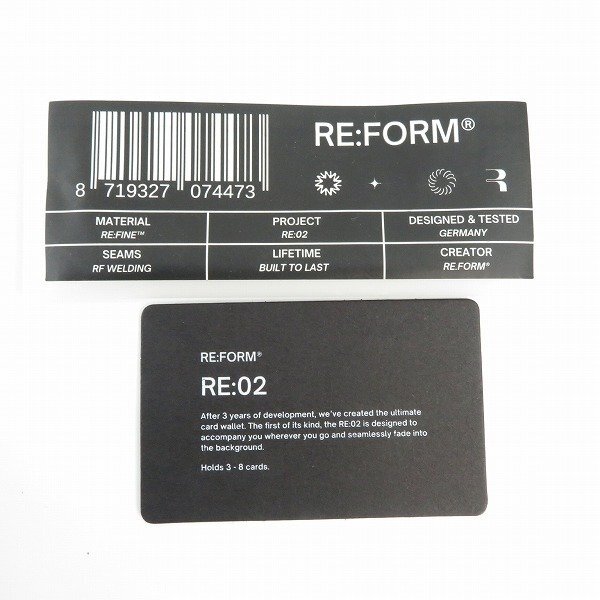 RE:FORM®
8 719327 074473
MATERIAL
RE:FINE™
PROJECT
RE:02
DESIGNED & TESTED
GERMANY
SEAMS
RF WELDING
LIFETIME
BUILT TO LAST
CREATOR
RE.FORM®
RE:FORM®
RE:02
After 3 years of development, we've created the ultimate
card wallet. The first of its kind, the RE:02 is designed to
accompany you wherever you go and seamlessly fade into
the background.
Holds 3 - 8 cards.